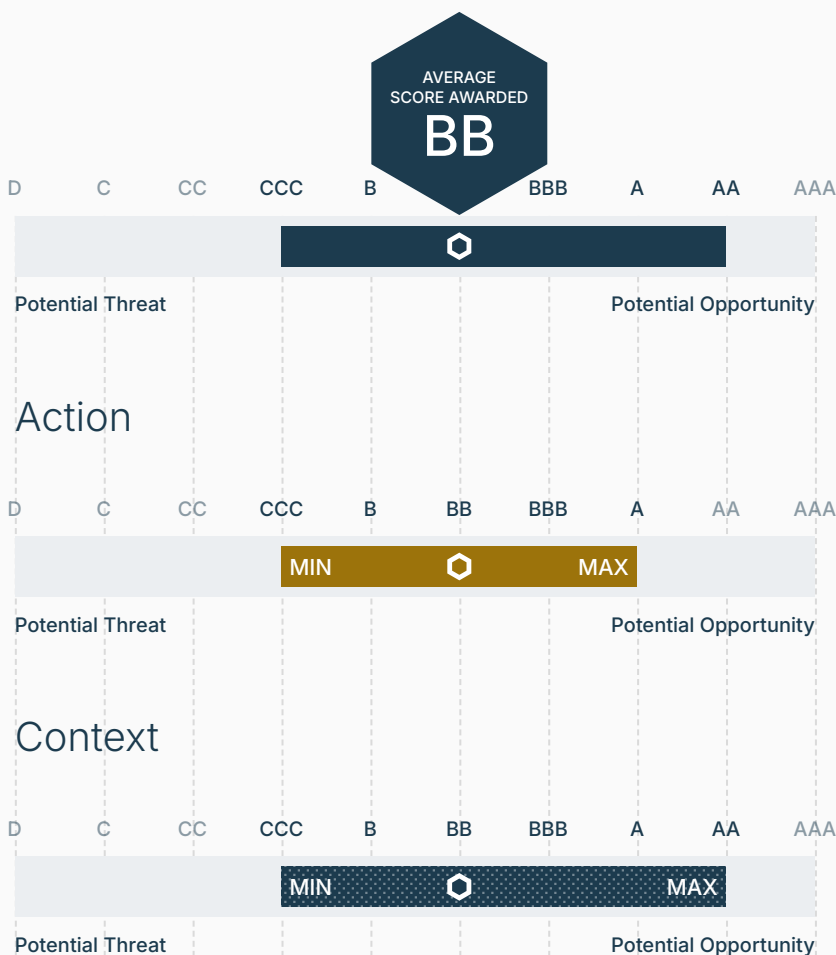 AVERAGE
SCORE AWARDED
BB
D C CC CCC B BBB A AA AAA
Potential Threat Potential Opportunity
Action
D C CC CCC B BB BBB A AA AAA
MIN MAX
Potential Threat Potential Opportunity
Context
D C CC CCC B BB BBB A AA AAA
MIN MAX
Potential Threat Potential Opportunity